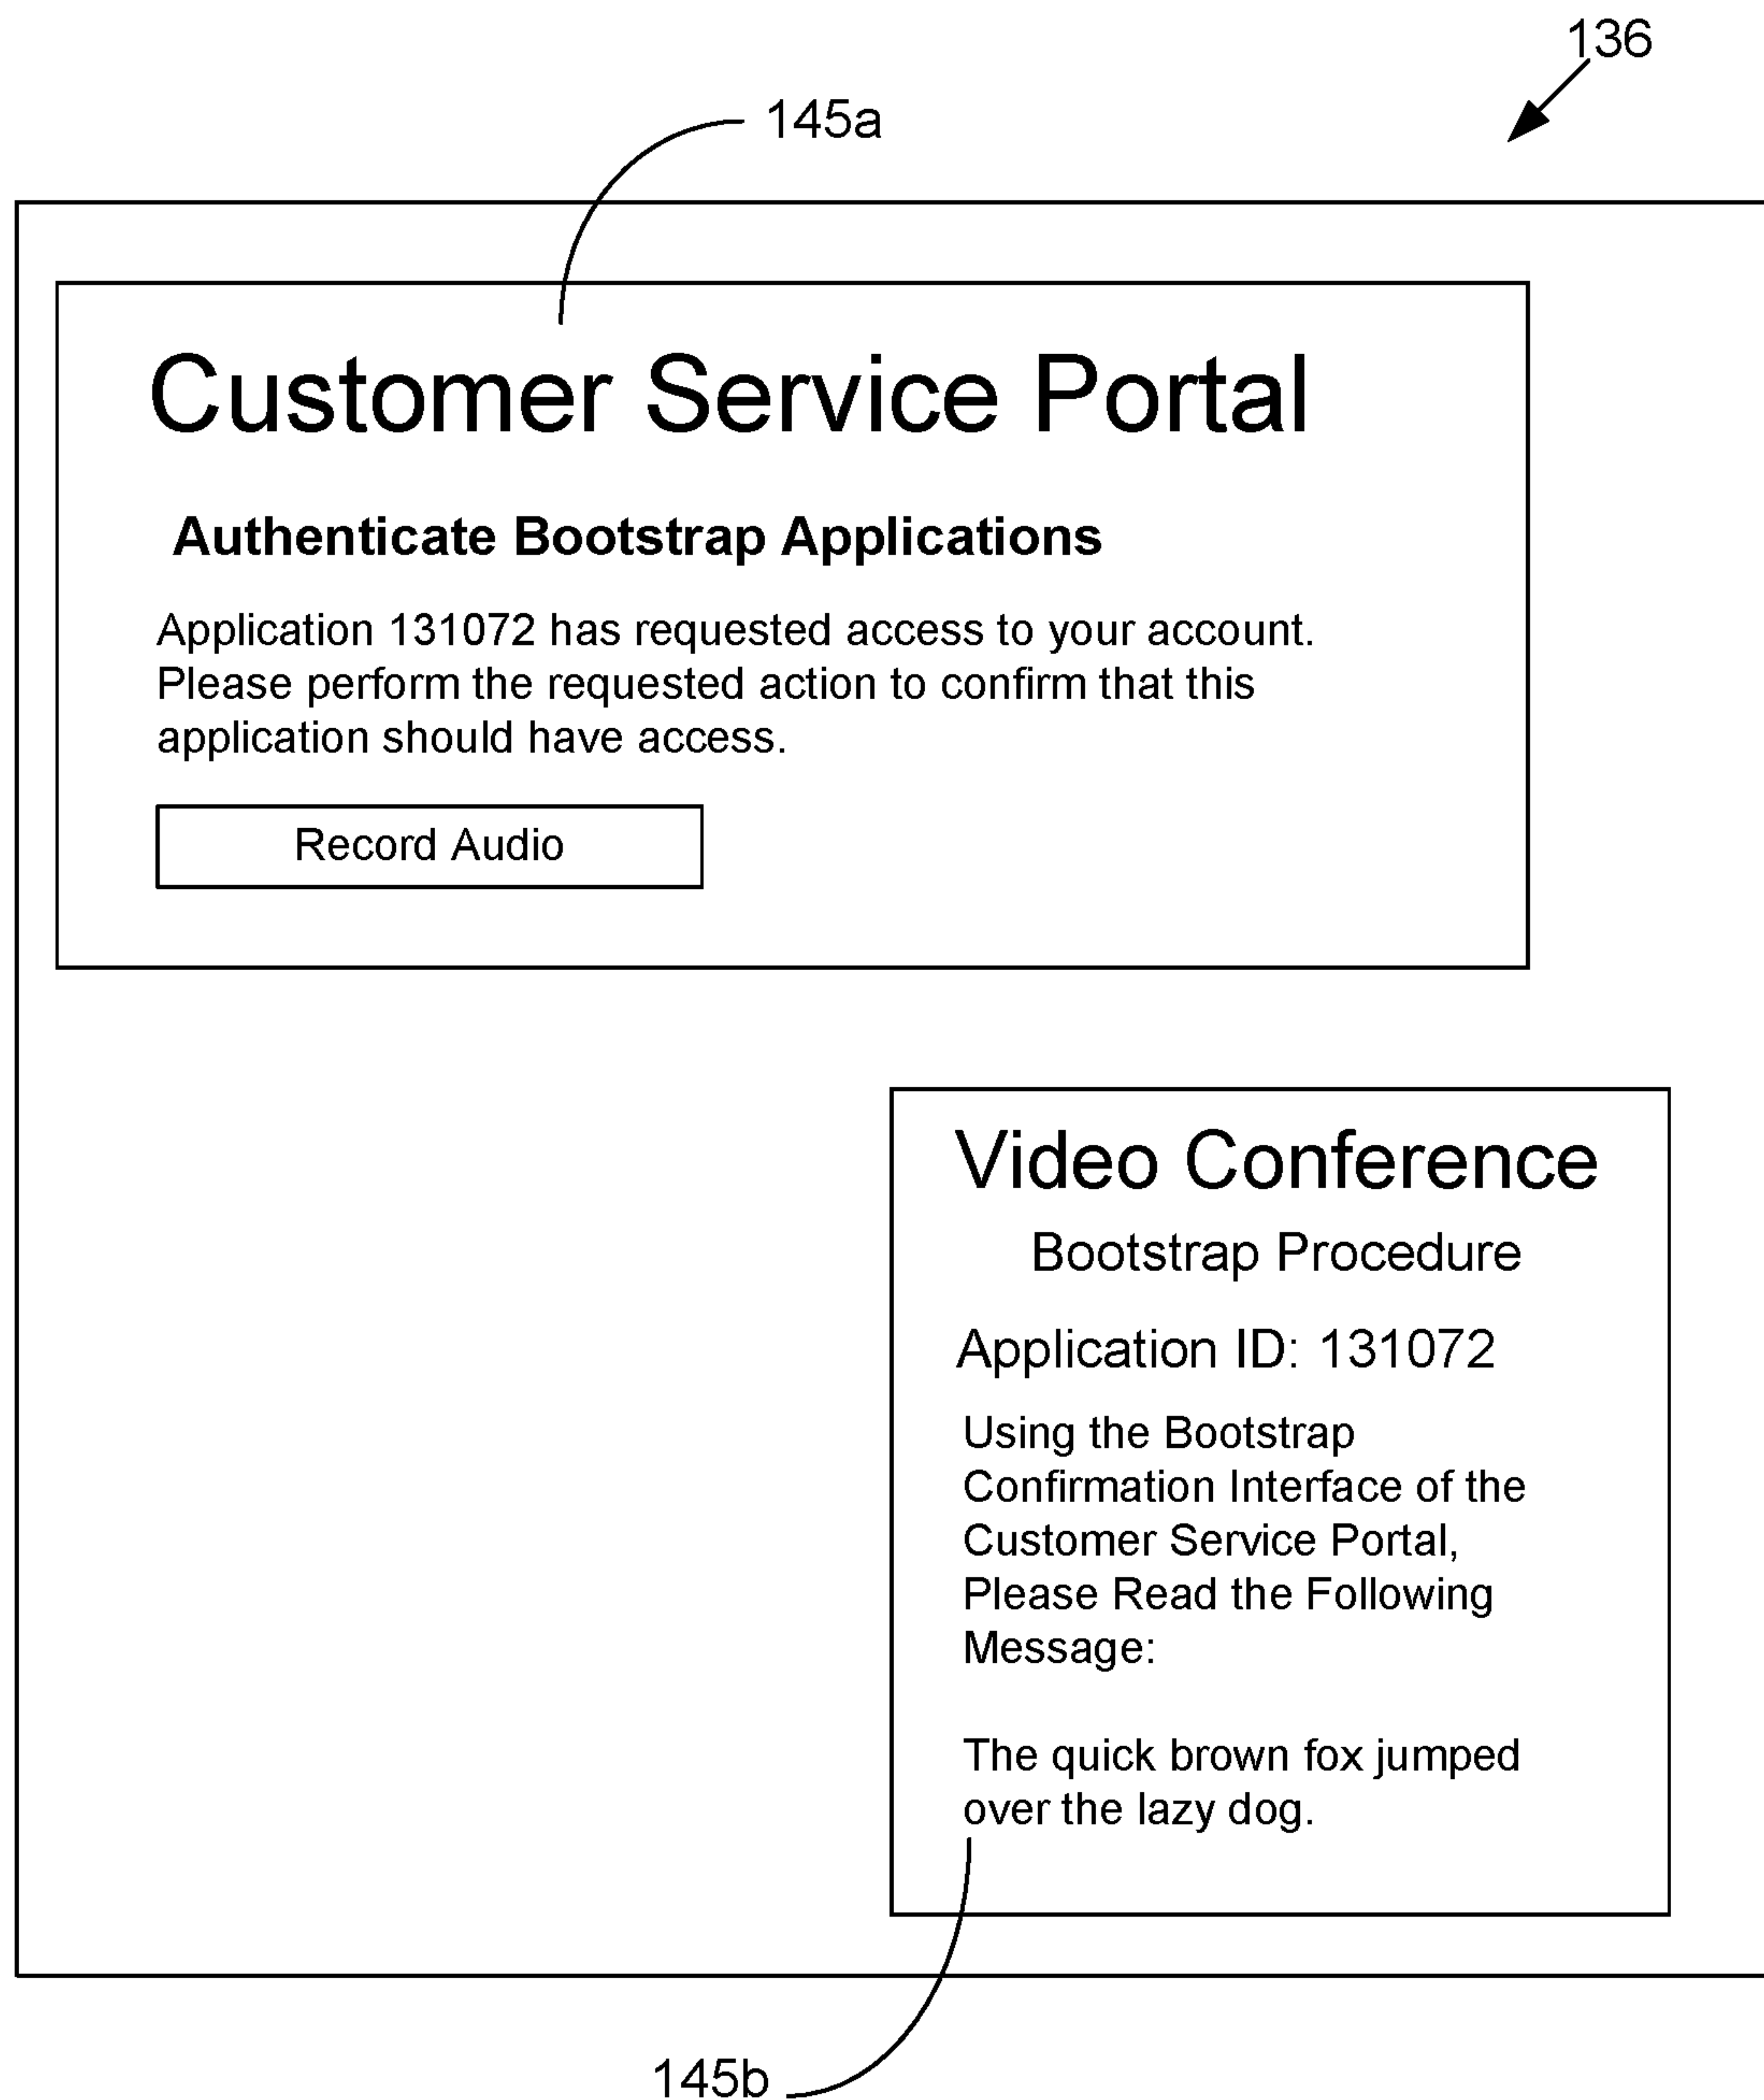 136
145a
Customer Service Portal
Authenticate Bootstrap Applications
Application 131072 has requested access to your account.
Please perform the requested action to confirm that this
application should have access.
Record Audio
Video Conference
Bootstrap Procedure
Application ID: 131072
Using the Bootstrap
Confirmation Interface of the
Customer Service Portal,
Please Read the Following
Message:
The quick brown fox jumped
over the lazy dog.
145b